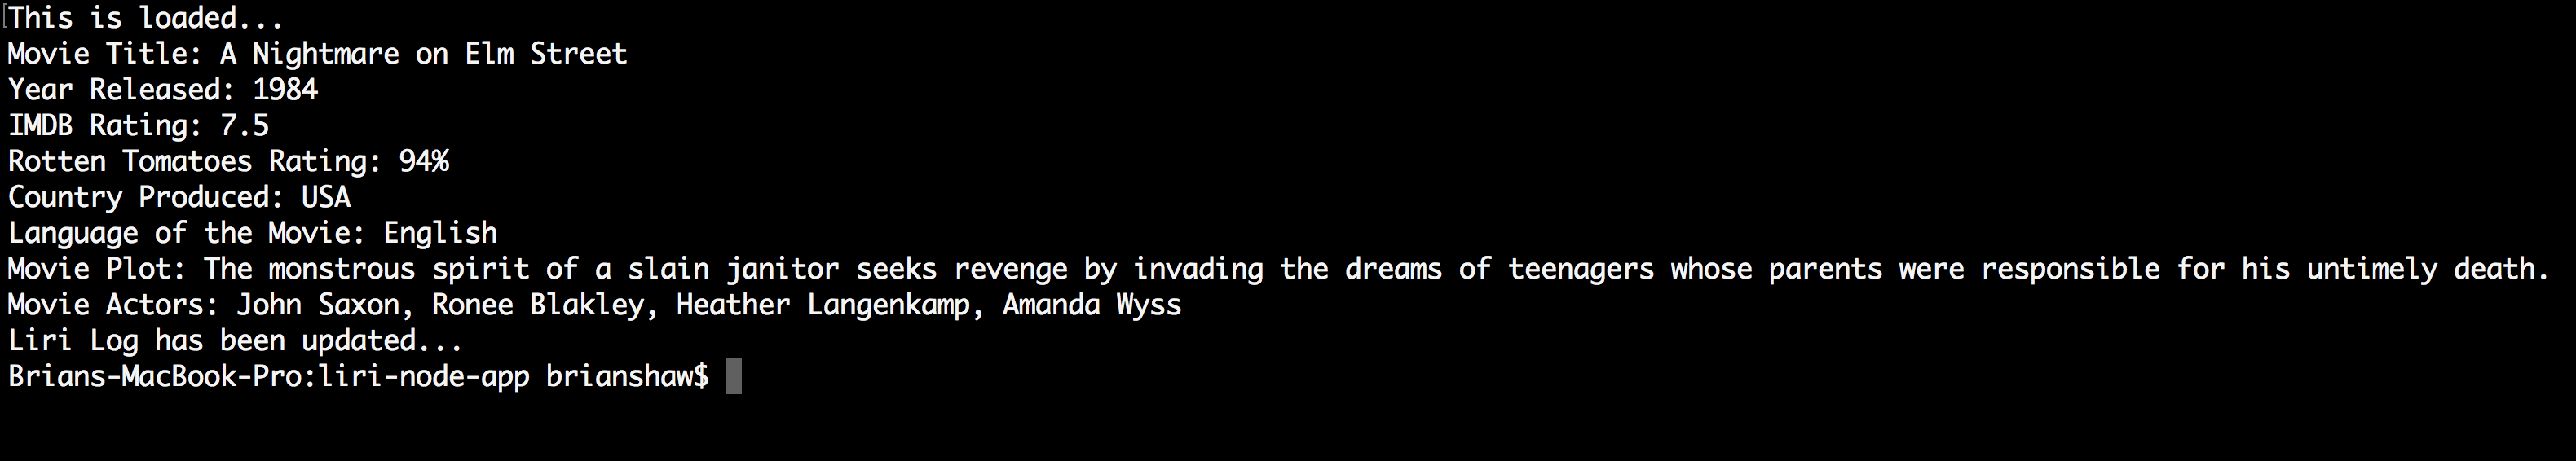 This is loaded...
Movie Title: A Nightmare on Elm Street
Year Released: 1984
IMDB Rating: 7.5
Rotten Tomatoes Rating: 94%
Country Produced: USA
Language of the Movie: English
Movie Plot: The monstrous spirit of a slain janitor seeks revenge by invading the dreams of teenagers whose parents were responsible for his untimely death.
Movie Actors: John Saxon, Ronee Blakley, Heather Langenkamp, Amanda Wyss
Liri Log has been updated...
Brians-MacBook-Pro:liri-node-app brianshaw$